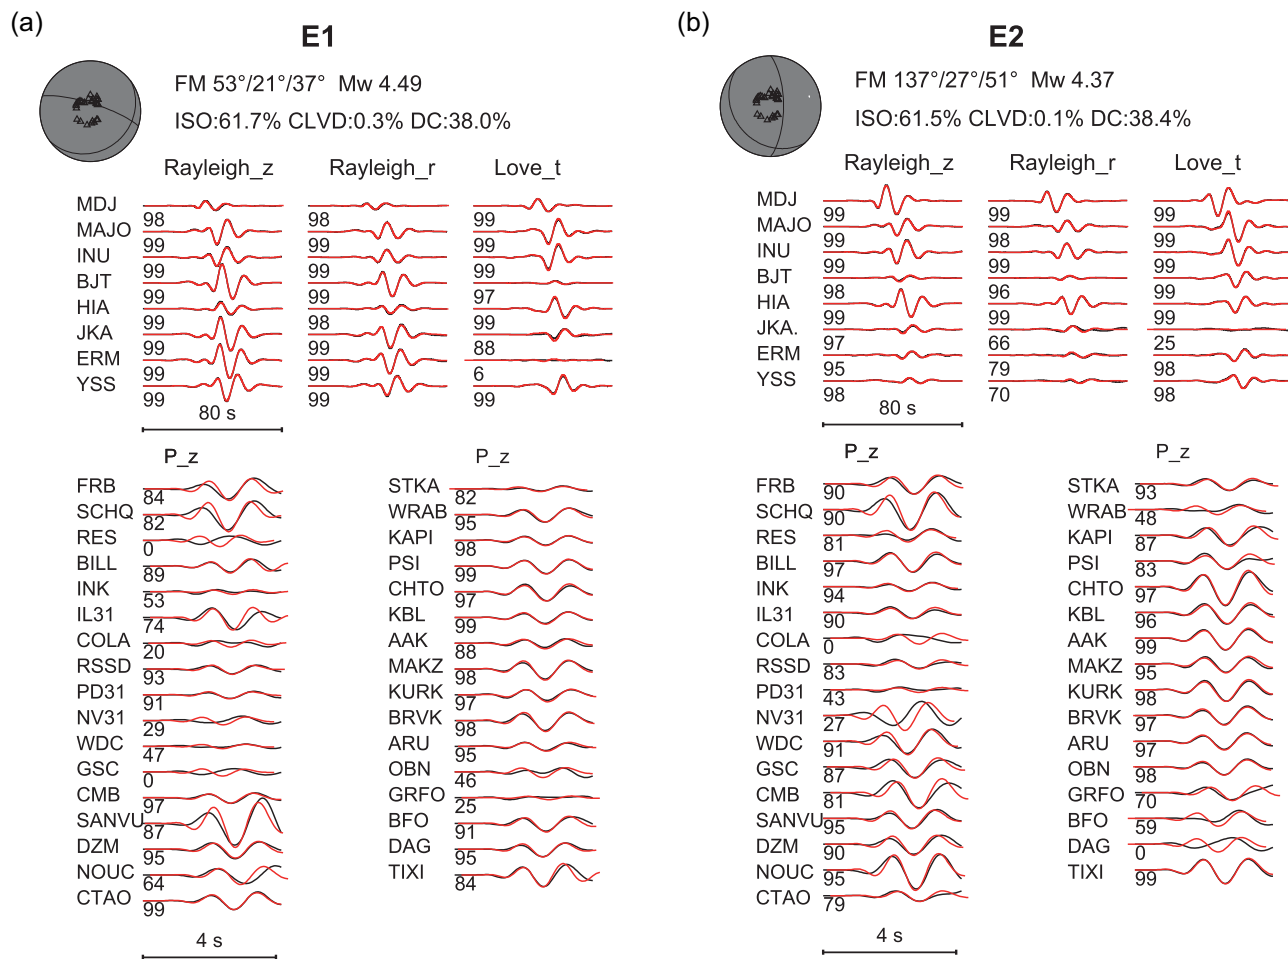 (a)
E1
FM 53°/21°/37° Mw 4.49
ISO:61.7% CLVD:0.3% DC:38.0%
Rayleigh_z Rayleigh_r Love_t
MDJ 98 98 99
MAJO 99 99 99
INU 99 99 99
BJT 99 99 97
HIA 99 98 99
JKA 99 99 88
ERM 99 99 6
YSS 99 99 99
80 s
P_z P_z
FRB 84 STKA 82
SCHQ 82 WRAB 95
RES 0 KAPI 98
BILL 89 PSI 99
INK 53 CHTO 97
IL31 74 KBL 99
COLA 20 AAK 88
RSSD 93 MAKZ 98
PD31 91 KURK 97
NV31 29 BRVK 98
WDC 47 ARU 95
GSC 0 OBN 46
CMB 97 GRFO 25
SANVU 87 BFO 91
DZM 95 DAG 95
NOUC 64 TIXI 84
CTAO 99
4 s
(b)
E2
FM 137°/27°/51° Mw 4.37
ISO:61.5% CLVD:0.1% DC:38.4%
Rayleigh_z Rayleigh_r Love_t
MDJ 99 99 99
MAJO 99 98 99
INU 99 99 99
BJT 98 96 99
HIA 99 99 99
JKA. 97 66 25
ERM 95 79 98
YSS 98 70 98
80 s
P_z P_z
FRB 90 STKA 93
SCHQ 90 WRAB 48
RES 81 KAPI 87
BILL 97 PSI 83
INK 94 CHTO 97
IL31 90 KBL 96
COLA 0 AAK 99
RSSD 83 MAKZ 95
PD31 43 KURK 98
NV31 27 BRVK 97
WDC 91 ARU 97
GSC 87 OBN 98
CMB 81 GRFO 70
SANVU 95 BFO 59
DZM 90 DAG 0
NOUC 95 TIXI 99
CTAO 79
4 s